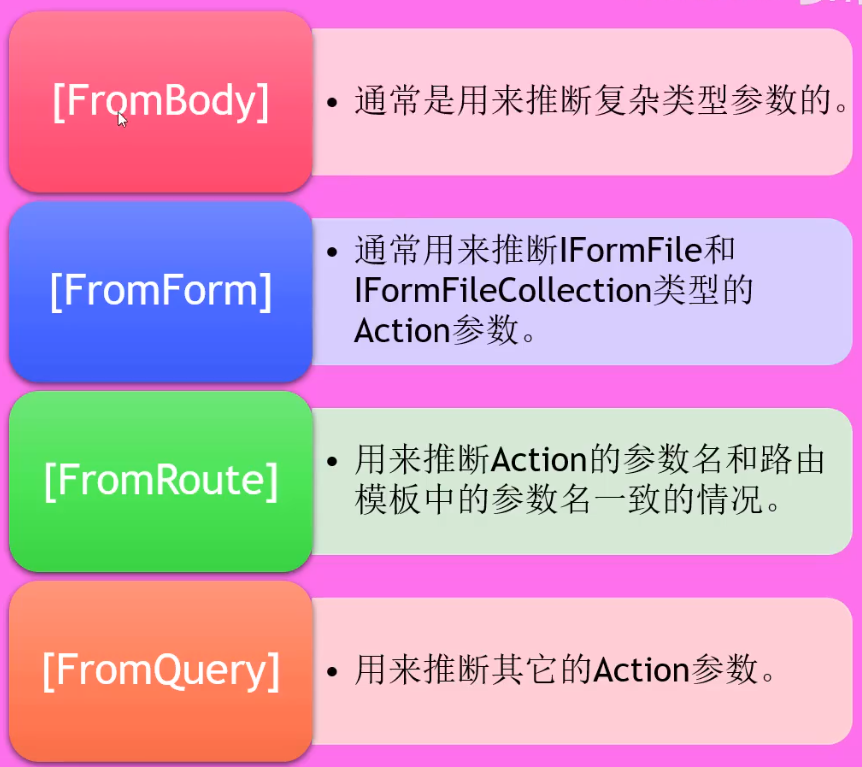 [FromBody]
• 通常是用来推断复杂类型参数的。
[FromForm]
• 通常用来推断IFormFile和
IFormFileCollection类型的
Action参数。
[FromRoute]
• 用来推断Action的参数名和路由
模板中的参数名一致的情况。
[FromQuery]
• 用来推断其它的Action参数。